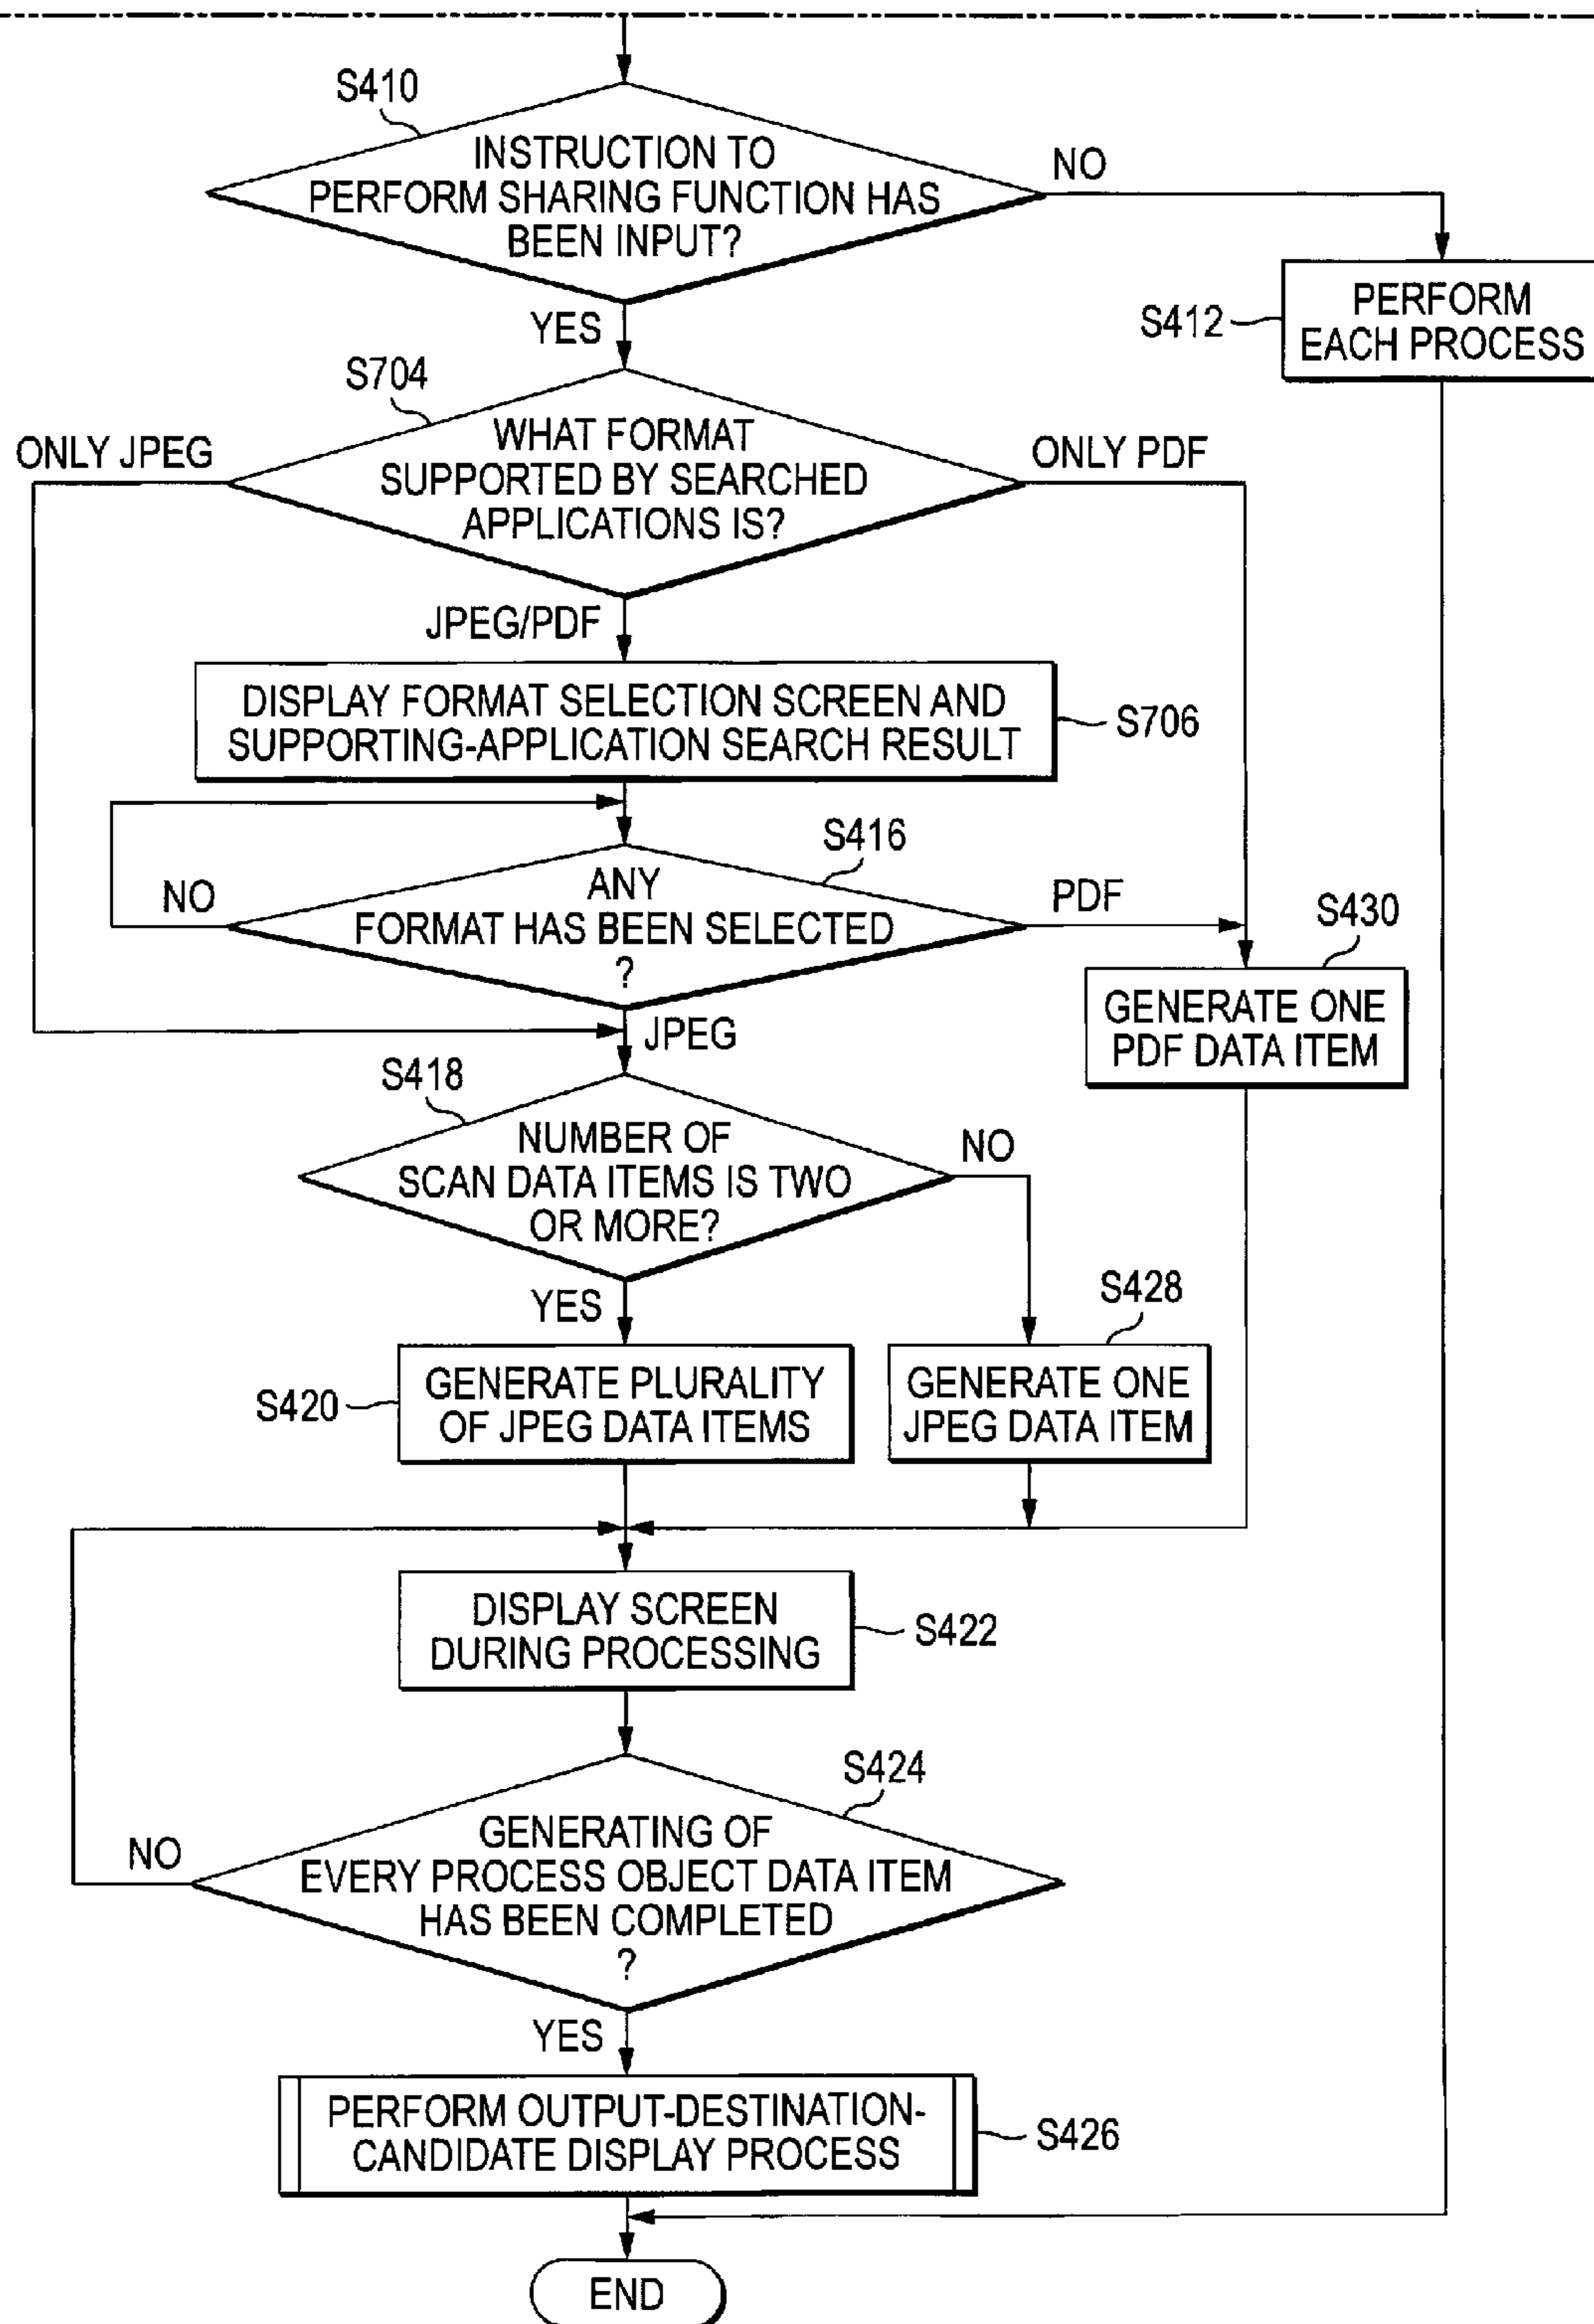 S410
INSTRUCTION TO
PERFORM SHARING FUNCTION HAS
BEEN INPUT?
NO
YES
S412
PERFORM
EACH PROCESS
S704
ONLY JPEG
WHAT FORMAT
SUPPORTED BY SEARCHED
APPLICATIONS IS?
ONLY PDF
JPEG/PDF
DISPLAY FORMAT SELECTION SCREEN AND
SUPPORTING-APPLICATION SEARCH RESULT
S706
S416
NO
ANY
FORMAT HAS BEEN SELECTED
?
PDF
S430
GENERATE ONE
PDF DATA ITEM
JPEG
S418
NUMBER OF
SCAN DATA ITEMS IS TWO
OR MORE?
NO
YES
S428
S420
GENERATE PLURALITY
OF JPEG DATA ITEMS
GENERATE ONE
JPEG DATA ITEM
DISPLAY SCREEN
DURING PROCESSING
S422
S424
NO
GENERATING OF
EVERY PROCESS OBJECT DATA ITEM
HAS BEEN COMPLETED
?
YES
PERFORM OUTPUT-DESTINATION-
CANDIDATE DISPLAY PROCESS
S426
END